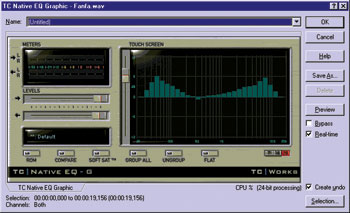 TC Native EQ Graphic - Fanfa.wav
Name: [Untitled]
OK
Cancel
Help
Save As...
Delete
Preview
Bypass
Real-time
METERS
TOUCH SCREEN
LEVELS
Default
ROM COMPARE SOFT SAT™ GROUP ALL UNGROUP FLAT
TC | NATIVE EQ - G
TC | WORKS
TC Native EQ Graphic
CPU % (24-bit processing)
Create undo
Selection: 00:00:00,000 to 00:00:19,156 (00:00:19,156)
Channels: Both
Selection...